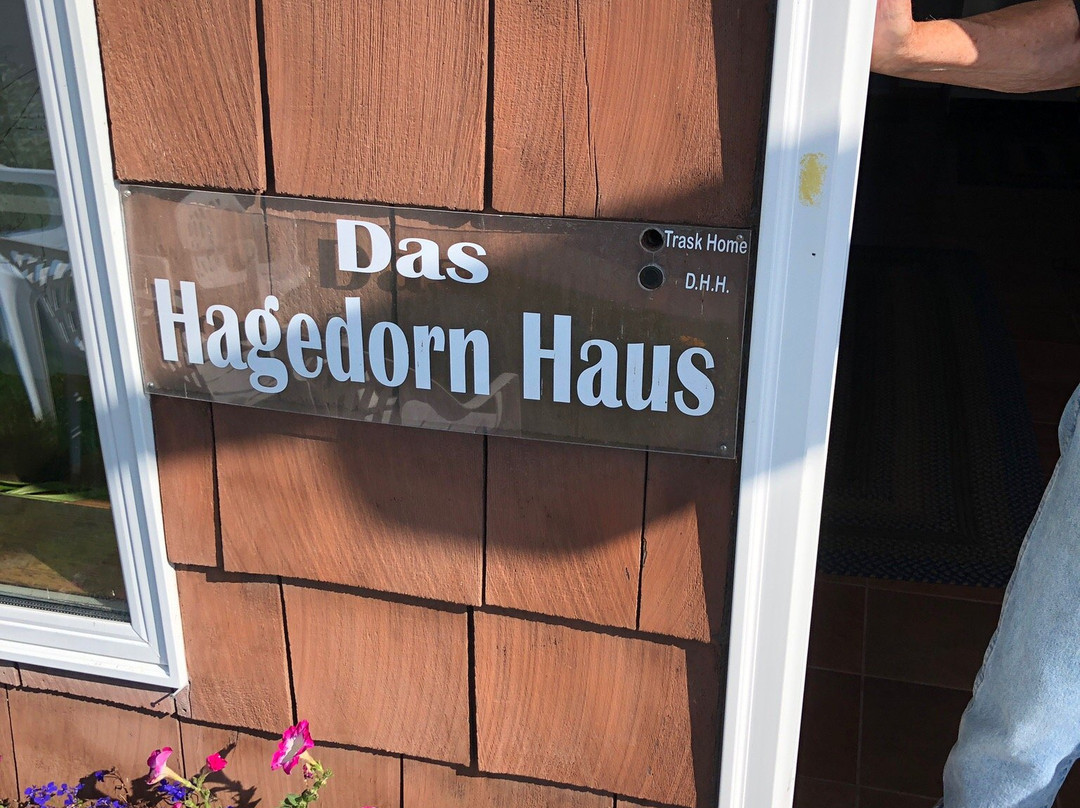 Das
Hagedorn Haus
Trask Home
D.H.H.